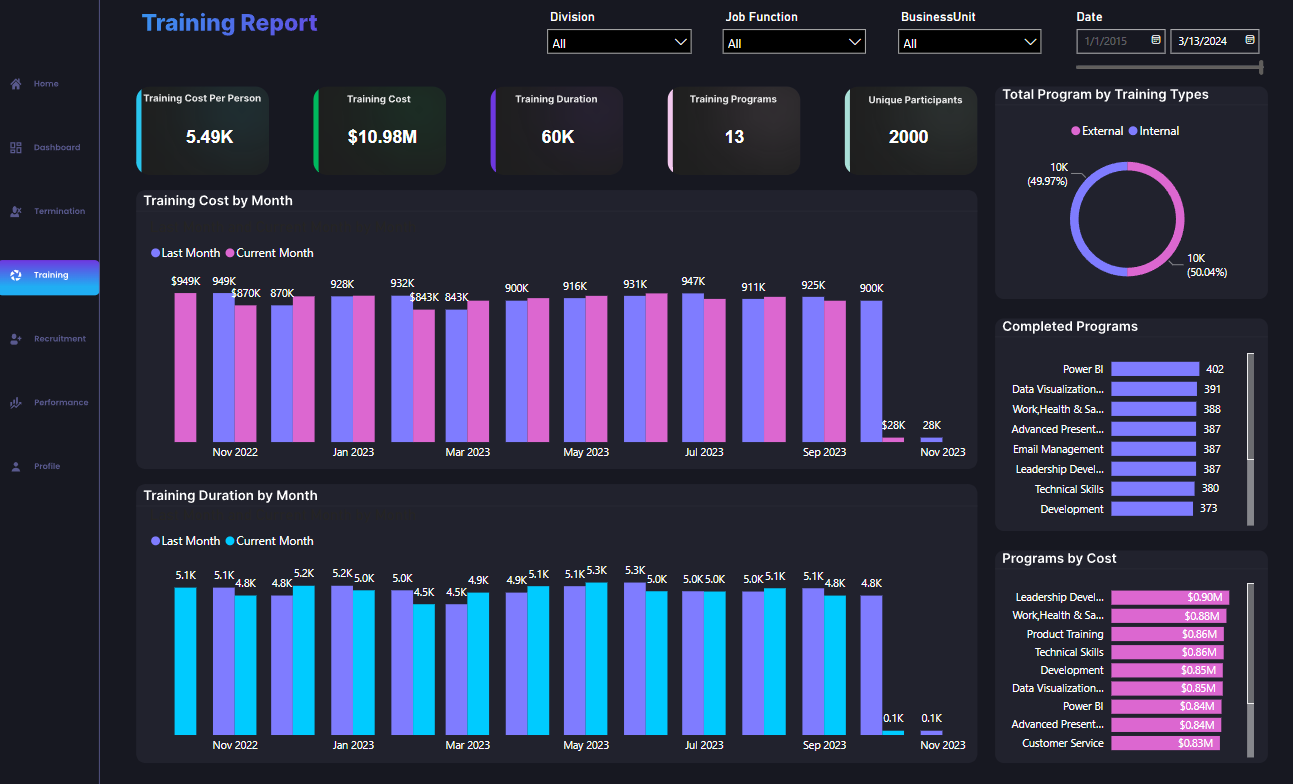 Training Report
Division
Job Function
BusinessUnit
Date
All
All
All
1/1/2015
3/13/2024
Home
Dashboard
Termination
Training
Recruitment
Performance
Profile
Training Cost Per Person
5.49K
Training Cost
$10.98M
Training Duration
60K
Training Programs
13
Unique Participants
2000
Training Cost by Month
Last Month Current Month
$949K 949K $870K 870K 928K 932K $843K 843K 900K 916K 931K 947K 911K 925K 900K $28K 28K
Nov 2022 Jan 2023 Mar 2023 May 2023 Jul 2023 Sep 2023 Nov 2023
Training Duration by Month
Last Month Current Month
5.1K 5.1K 4.8K 4.8K 5.2K 5.2K 5.0K 5.0K 4.5K 4.5K 4.9K 4.9K 5.1K 5.1K 5.3K 5.3K 5.0K 5.0K 5.0K 5.0K 5.1K 5.1K 4.8K 4.8K 0.1K 0.1K
Nov 2022 Jan 2023 Mar 2023 May 2023 Jul 2023 Sep 2023 Nov 2023
Total Program by Training Types
External Internal
10K
(49.97%)
10K
(50.04%)
Completed Programs
Power BI 402
Data Visualization... 391
Work,Health & Sa... 388
Advanced Present... 387
Email Management 387
Leadership Devel... 387
Technical Skills 380
Development 373
Programs by Cost
Leadership Devel... $0.90M
Work,Health & Sa... $0.88M
Product Training $0.86M
Technical Skills $0.86M
Development $0.85M
Data Visualization... $0.85M
Power BI $0.84M
Advanced Present... $0.84M
Customer Service $0.83M